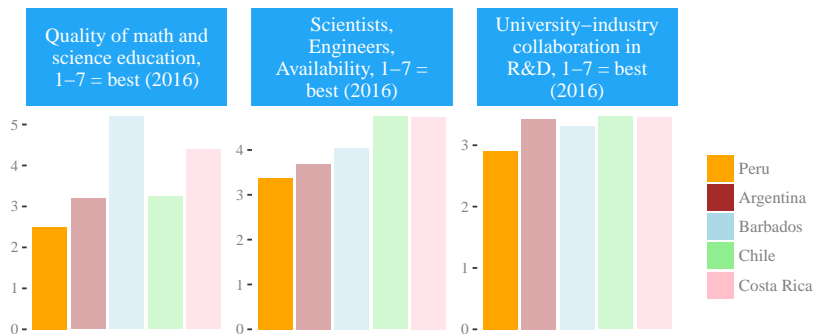 Quality of math and
science education,
1−7 = best (2016)
Scientists,
Engineers,
Availability, 1−7 =
best (2016)
University−industry
collaboration in
R&D, 1−7 = best
(2016)
5
4
3
2
1
0
4
3
2
1
0
3
2
1
0
Peru
Argentina
Barbados
Chile
Costa Rica